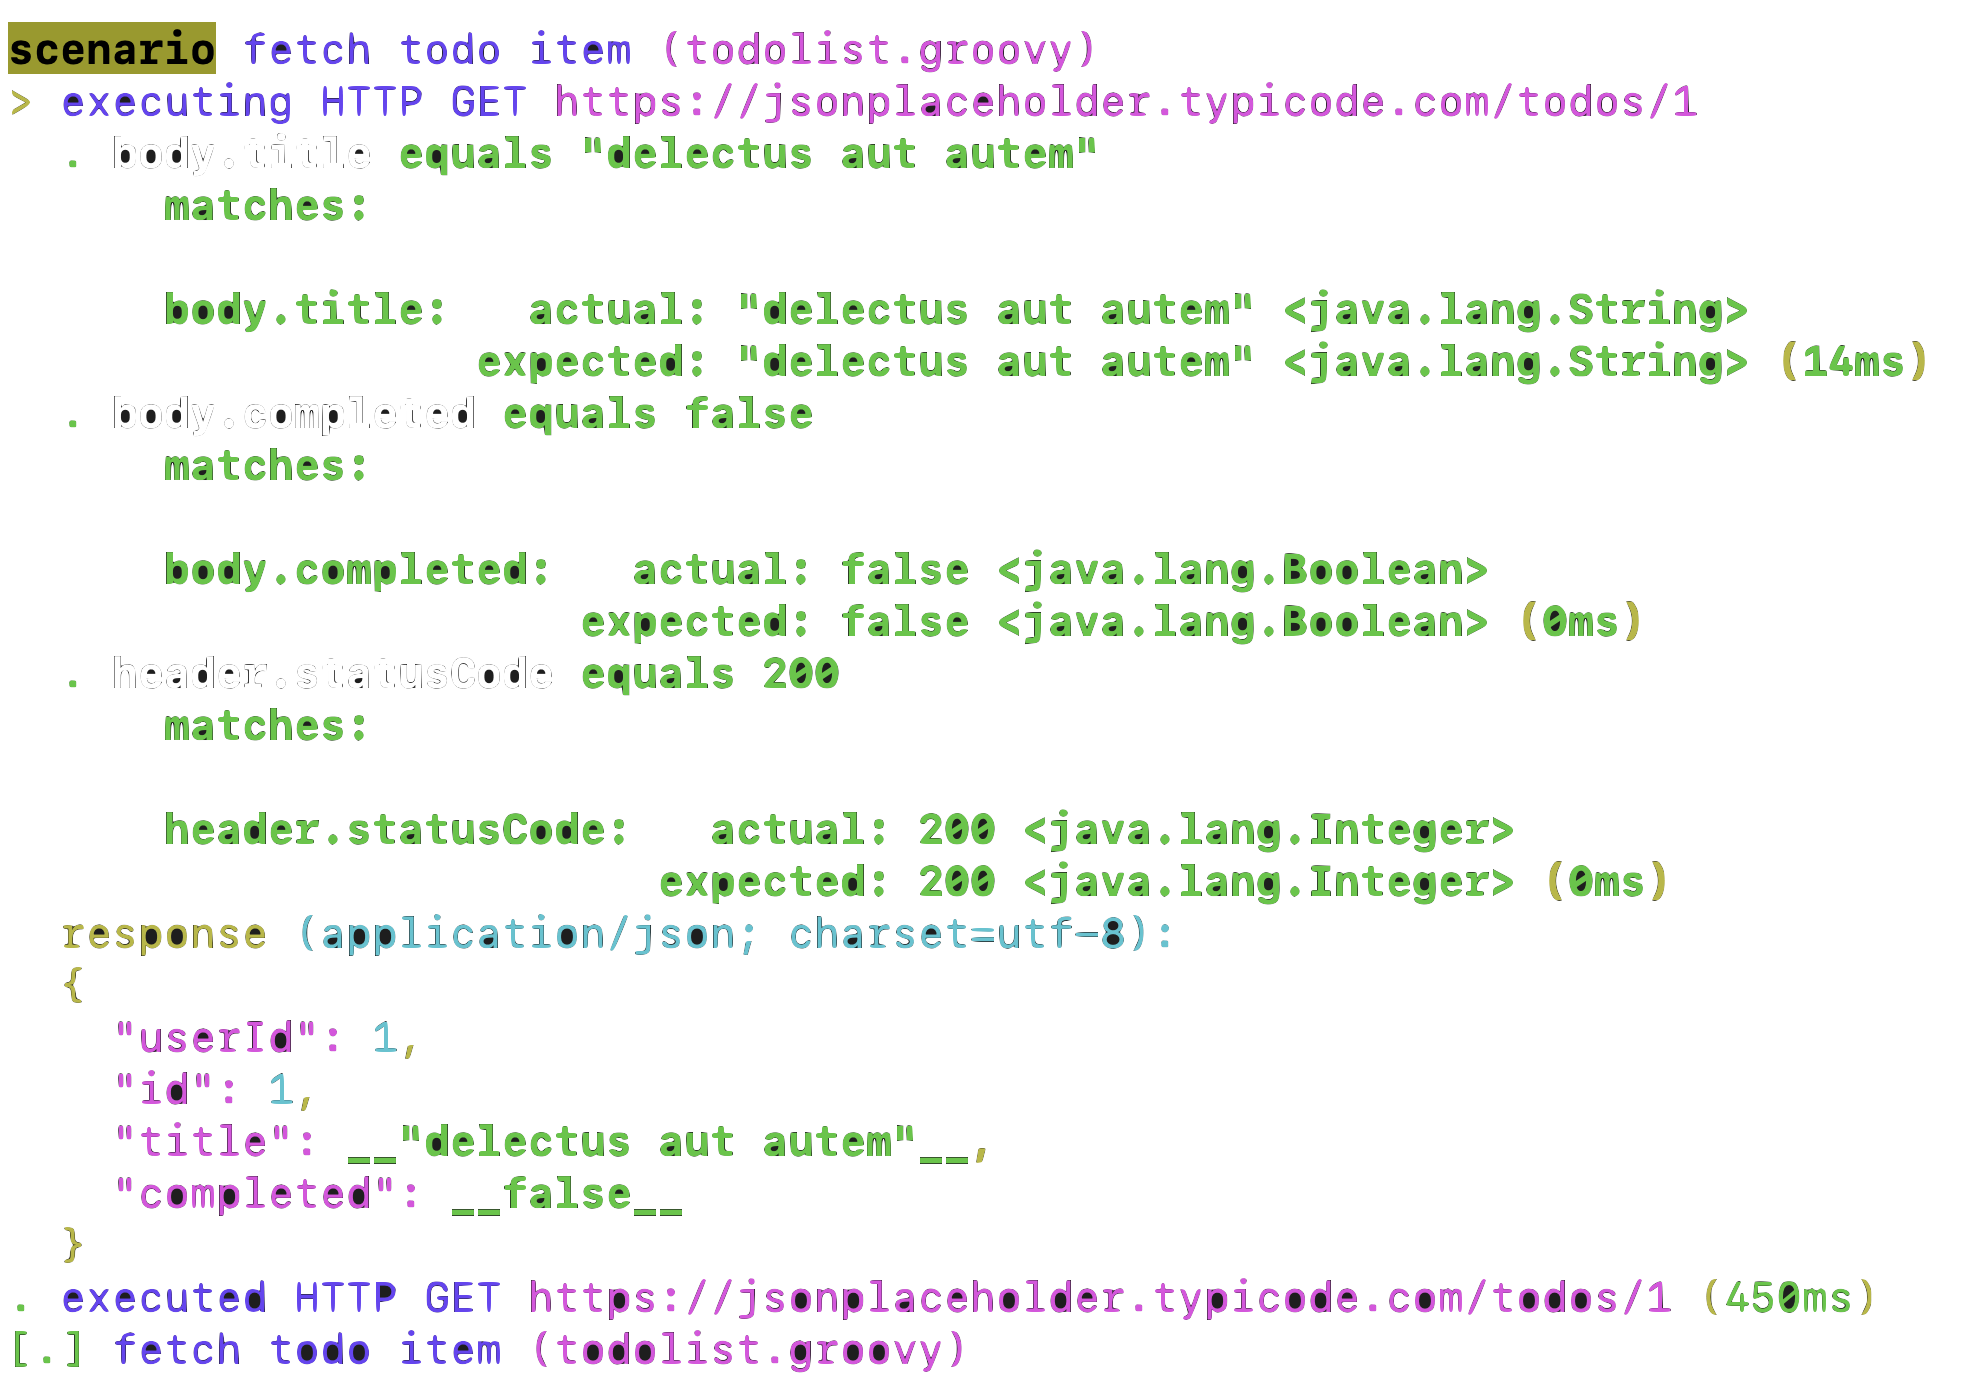 scenario fetch todo item (todolist.groovy)
> executing HTTP GET https://jsonplaceholder.typicode.com/todos/1
. body.title equals "delectus aut autem"
matches:
body.title: actual: "delectus aut autem" <java.lang.String>
expected: "delectus aut autem" <java.lang.String> (14ms)
. body.completed equals false
matches:
body.completed: actual: false <java.lang.Boolean>
expected: false <java.lang.Boolean> (0ms)
. header.statusCode equals 200
matches:
header.statusCode: actual: 200 <java.lang.Integer>
expected: 200 <java.lang.Integer> (0ms)
response (application/json; charset=utf-8):
{
"userId": 1,
"id": 1,
"title": __"delectus aut autem"__,
"completed": __false__
}
. executed HTTP GET https://jsonplaceholder.typicode.com/todos/1 (450ms)
[.] fetch todo item (todolist.groovy)